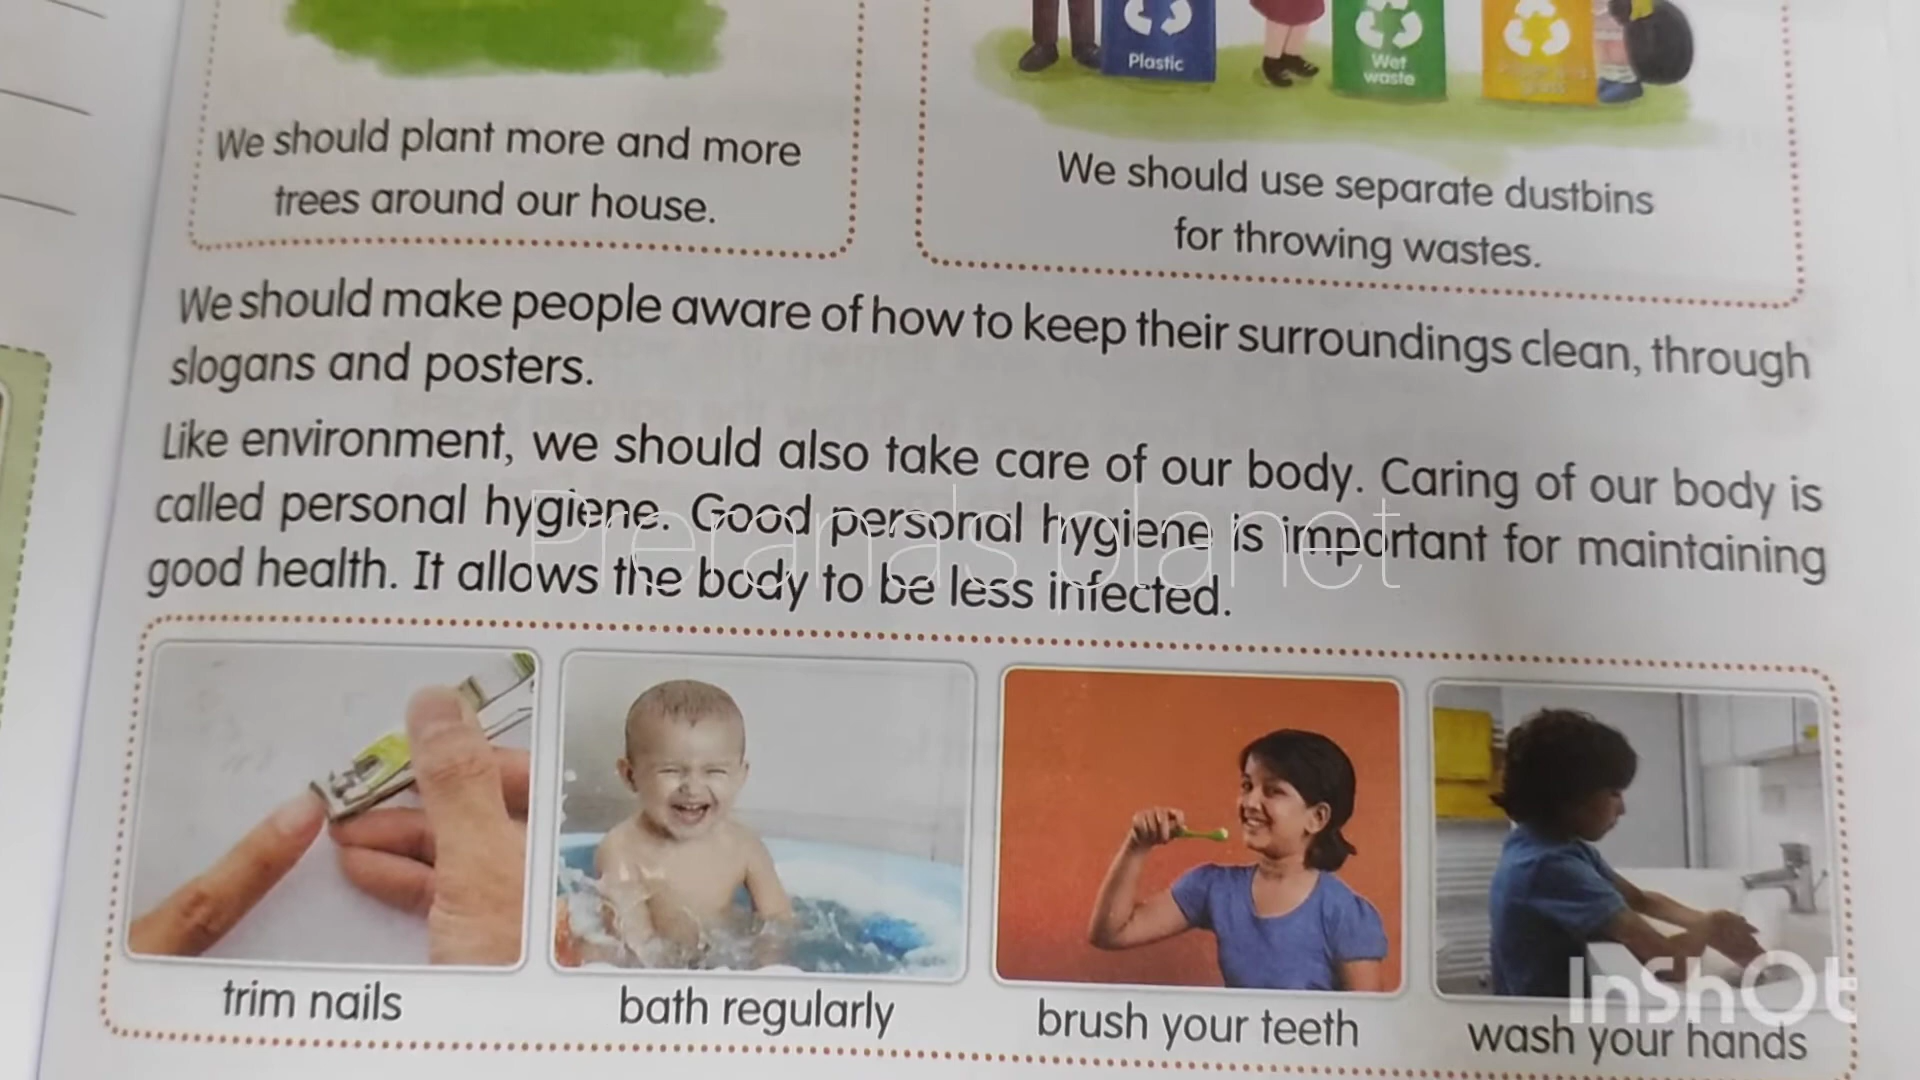 Plastic
Wet
waste
We should plant more and more
trees around our house.
We should use separate dustbins
for throwing wastes.
We should make people aware of how to keep their surroundings clean, through
slogans and posters.
Like environment, we should also take care of our body. Caring of our body is
called personal hygiene. Good personal hygiene is important for maintaining
good health. It allows the body to be less infected.
Prerana's planet
trim nails
bath regularly
brush your teeth
wash your hands
InShOt